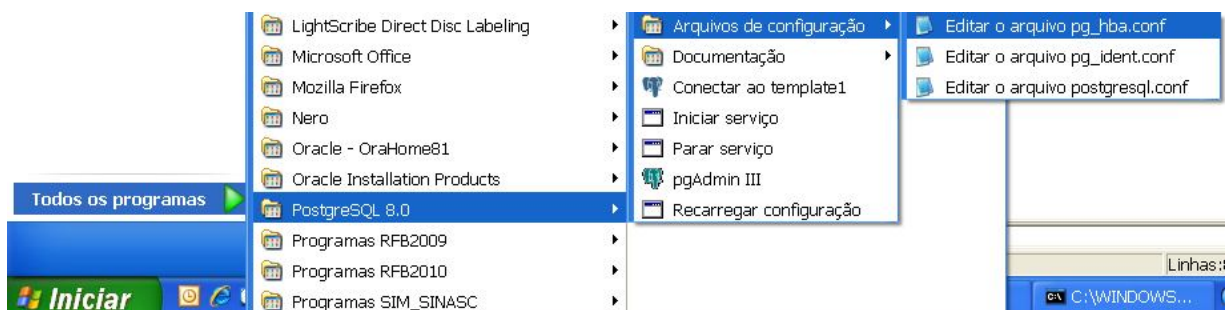 LightScribe Direct Disc Labeling
Microsoft Office
Mozilla Firefox
Nero
Oracle - OraHome81
Oracle Installation Products
PostgreSQL 8.0
Programas RFB2009
Programas RFB2010
Programas SIM_SINASC
Arquivos de configuração
Documentação
Conectar ao template1
Iniciar serviço
Parar serviço
pgAdmin III
Recarregar configuração
Editar o arquivo pg_hba.conf
Editar o arquivo pg_ident.conf
Editar o arquivo postgresql.conf
Todos os programas
Iniciar
Linhas:
C:\WINDOWS...